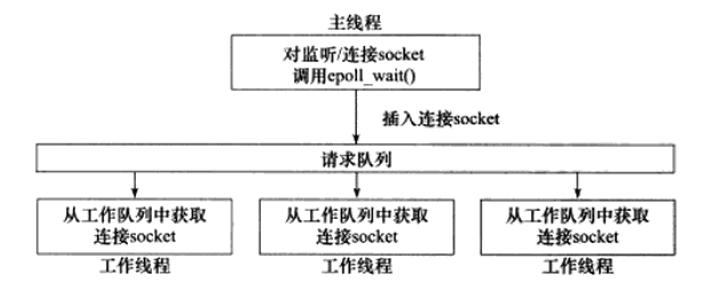 主线程
对监听/连接socket
调用epoll_wait()
插入连接socket
请求队列
从工作队列中获取
连接socket
从工作队列中获取
连接socket
从工作队列中获取
连接socket
工作线程
工作线程
工作线程